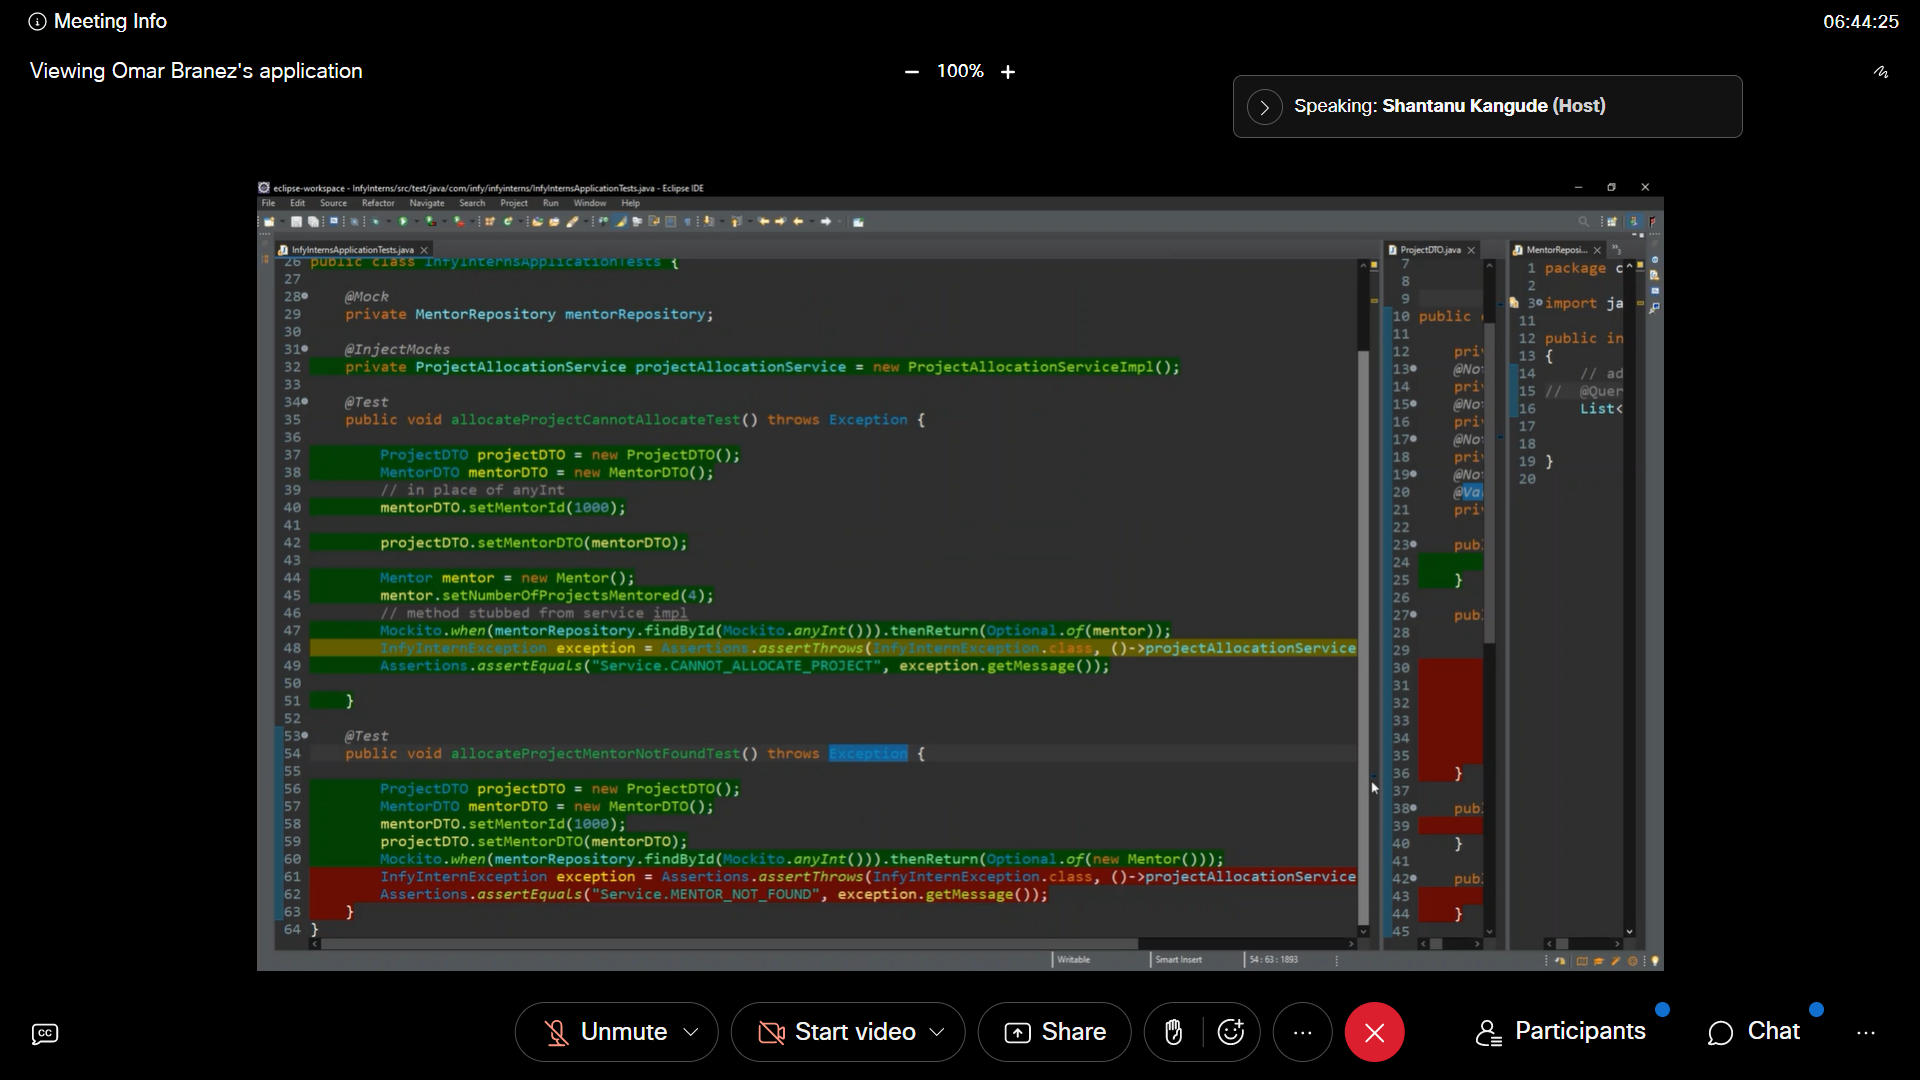 Meeting Info
06:44:25
Viewing Omar Branez's application
100%
Speaking: Shantanu Kangude (Host)
eclipse-workspace - InfyInterns/src/test/java/com/infy/infyinterns/InfyInternsApplicationTests.java - Eclipse IDE
File Edit Source Refactor Navigate Search Project Run Window Help
InfyInternsApplicationTests.java
26 public class InfyInternsApplicationTests {
27
28 @Mock
29 private MentorRepository mentorRepository;
30
31 @InjectMocks
32 private ProjectAllocationService projectAllocationService = new ProjectAllocationServiceImpl();
33
34 @Test
35 public void allocateProjectCannotAllocateTest() throws Exception {
36
37 ProjectDTO projectDTO = new ProjectDTO();
38 MentorDTO mentorDTO = new MentorDTO();
39 // in place of anyInt
40 mentorDTO.setMentorId(1000);
41
42 projectDTO.setMentorDTO(mentorDTO);
43
44 Mentor mentor = new Mentor();
45 mentor.setNumberOfProjectsMentored(4);
46 // method stubbed from service impl
47 Mockito.when(mentorRepository.findById(Mockito.anyInt())).thenReturn(Optional.of(mentor));
48 InfyInternException exception = Assertions.assertThrows(InfyInternException.class, ()->projectAllocationService
49 Assertions.assertEquals("Service.CANNOT_ALLOCATE_PROJECT", exception.getMessage());
50
51 }
52
53 @Test
54 public void allocateProjectMentorNotFoundTest() throws Exception {
55
56 ProjectDTO projectDTO = new ProjectDTO();
57 MentorDTO mentorDTO = new MentorDTO();
58 mentorDTO.setMentorId(1000);
59 projectDTO.setMentorDTO(mentorDTO);
60 Mockito.when(mentorRepository.findById(Mockito.anyInt())).thenReturn(Optional.of(new Mentor()));
61 InfyInternException exception = Assertions.assertThrows(InfyInternException.class, ()->projectAllocationService
62 Assertions.assertEquals("Service.MENTOR_NOT_FOUND", exception.getMessage());
63 }
64 }
ProjectDTO.java
7
8
9
10 public
11
12 pri
13 @No
14 pri
15 @No
16 pri
17 @No
18 pri
19 @No
20 @Va
21 pri
22
23 pub
24
25 }
26
27 pub
28
29
30
31
32
33
34
35
36 }
37
38 pub
39
40 }
41
42 pub
43
44 }
45
MentorReposi...
1 package c
2
3 import ja
11
12 public in
13 {
14 // ad
15 // @Quer
16 List<
17
18
19 }
20
Writable Smart Insert 54 : 63 : 1893
CC
Unmute
Start video
Share
Participants
Chat